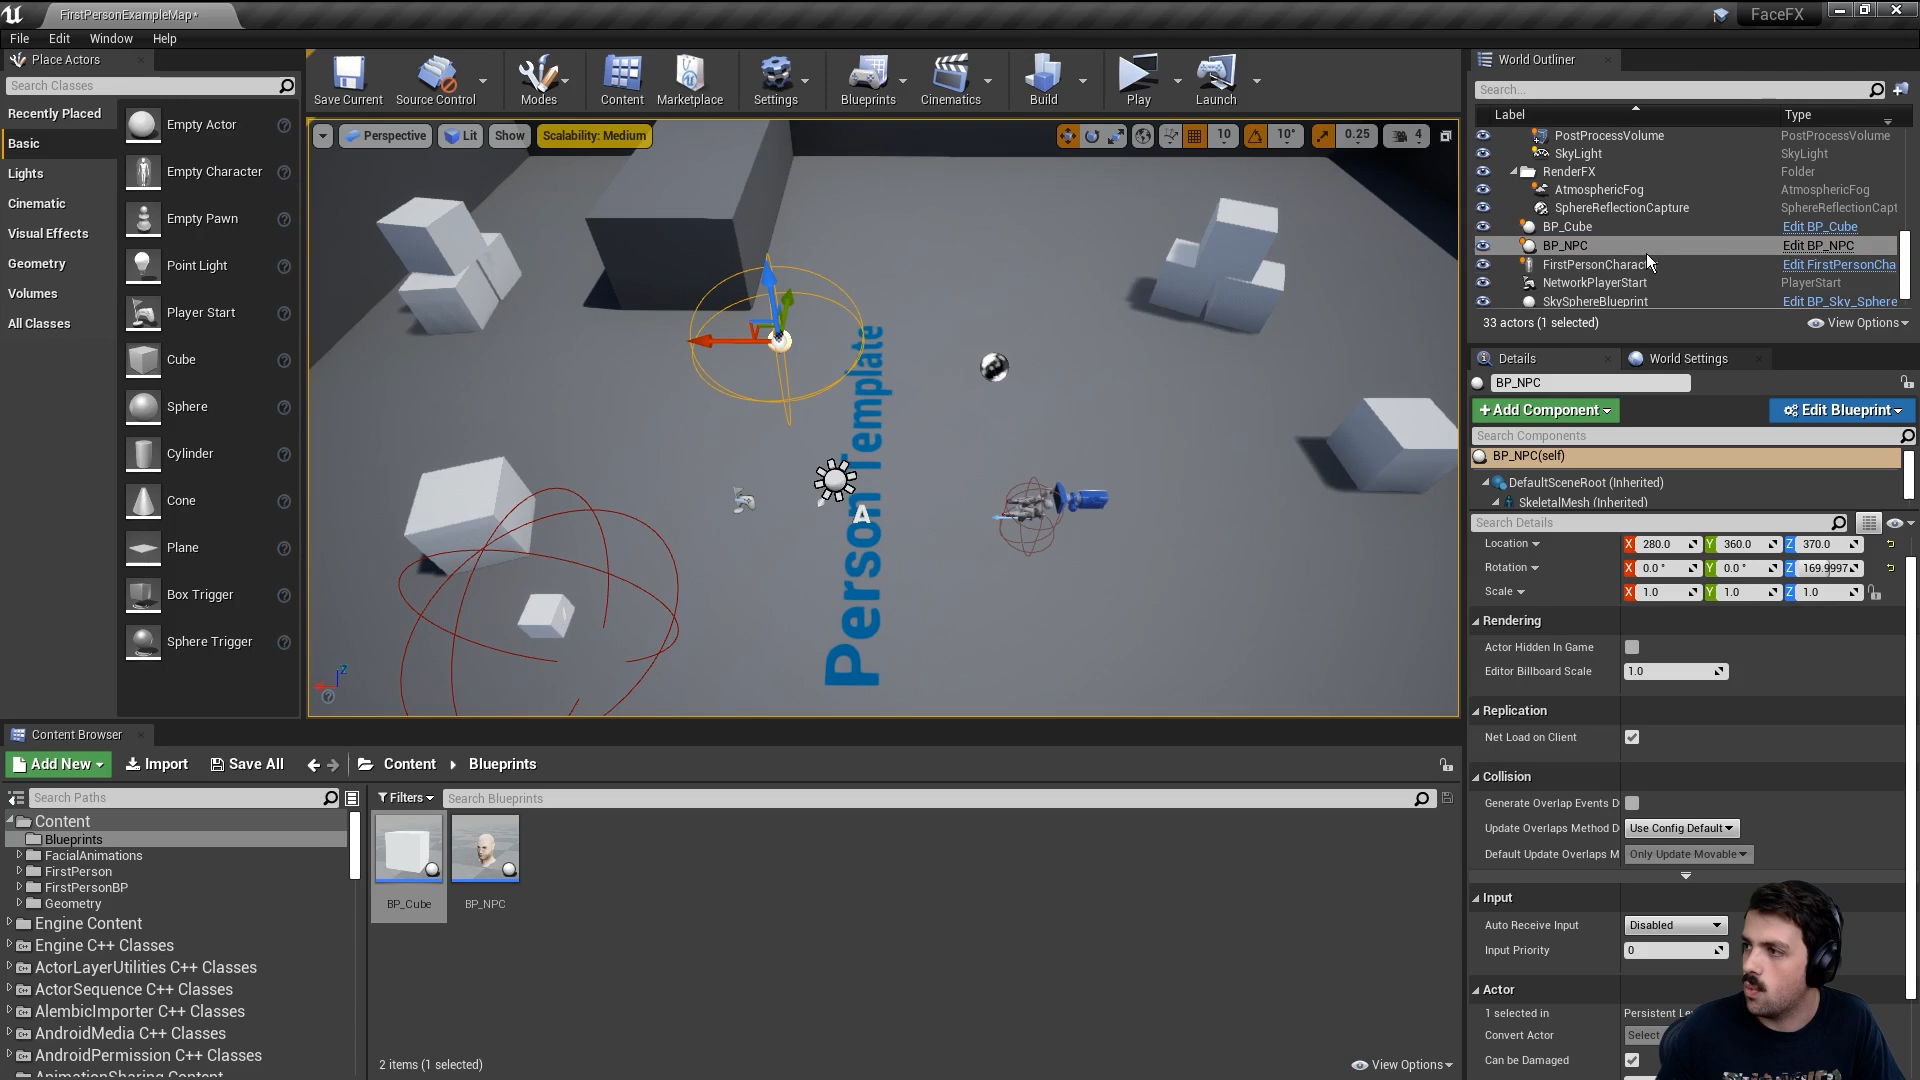 FirstPersonExampleMap*
FaceFX
File Edit Window Help
Place Actors
Search Classes
Recently Placed
Basic
Lights
Cinematic
Visual Effects
Geometry
Volumes
All Classes
Empty Actor
Empty Character
Empty Pawn
Point Light
Player Start
Cube
Sphere
Cylinder
Cone
Plane
Box Trigger
Sphere Trigger
Save Current
Source Control
Modes
Content
Marketplace
Settings
Blueprints
Cinematics
Build
Play
Launch
Perspective
Lit
Show
Scalability: Medium
10
10°
0.25
4
Person Template
A
World Outliner
Search...
Label Type
PostProcessVolume PostProcessVolume
SkyLight SkyLight
RenderFX Folder
AtmosphericFog AtmosphericFog
SphereReflectionCapture SphereReflectionCapt
BP_Cube Edit BP_Cube
BP_NPC Edit BP_NPC
FirstPersonCharac Edit FirstPersonCha
NetworkPlayerStart PlayerStart
SkySphereBlueprint Edit BP_Sky_Sphere
33 actors (1 selected)
View Options
Details
World Settings
BP_NPC
Add Component
Edit Blueprint
Search Components
BP_NPC(self)
DefaultSceneRoot (Inherited)
SkeletalMesh (Inherited)
Search Details
Location X 280.0 Y 360.0 Z 370.0
Rotation X 0.0 ° Y 0.0 ° Z 169.9997
Scale X 1.0 Y 1.0 Z 1.0
Rendering
Actor Hidden In Game
Editor Billboard Scale 1.0
Replication
Net Load on Client
Collision
Generate Overlap Events D
Update Overlaps Method D Use Config Default
Default Update Overlaps M Only Update Movable
Input
Auto Receive Input Disabled
Input Priority 0
Actor
1 selected in Persistent Le
Convert Actor Select
Can be Damaged
Content Browser
Add New
Import
Save All
Content
Blueprints
Search Paths
Filters
Search Blueprints
Content
Blueprints
FacialAnimations
FirstPerson
FirstPersonBP
Geometry
Engine Content
Engine C++ Classes
ActorLayerUtilities C++ Classes
ActorSequence C++ Classes
AlembicImporter C++ Classes
AndroidMedia C++ Classes
AndroidPermission C++ Classes
AnimationSharing Content
BP_Cube
BP_NPC
2 items (1 selected)
View Options